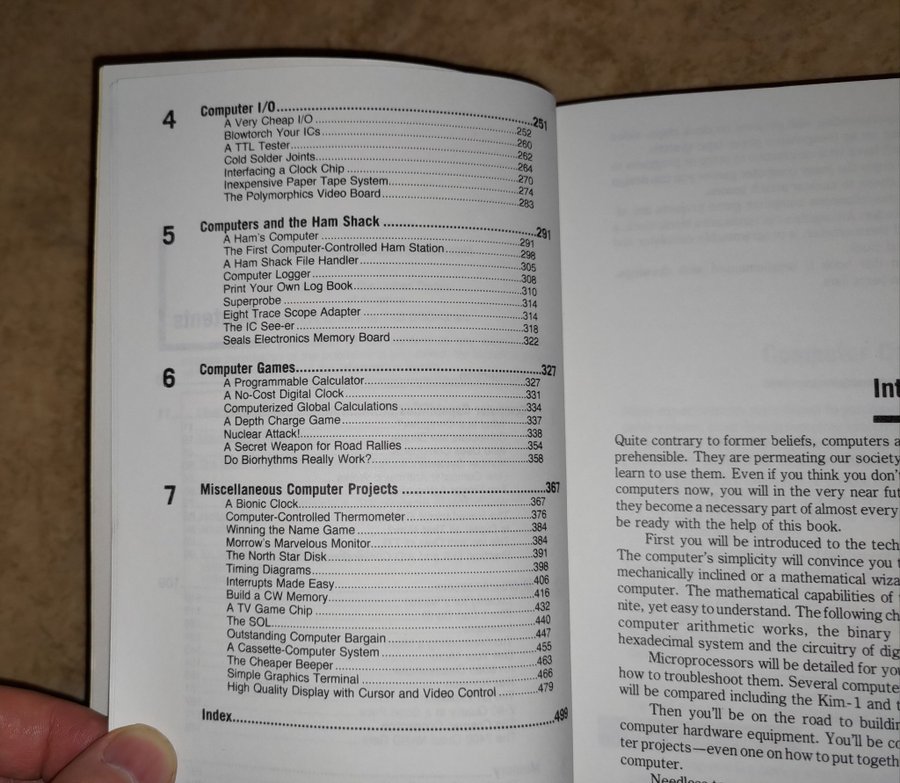 4 Computer I/O 251
A Very Cheap I/O 252
Blowtorch Your ICs 260
A TTL Tester 262
Cold Solder Joints 264
Interfacing a Clock Chip 270
Inexpensive Paper Tape System 274
The Polymorphics Video Board 283
5 Computers and the Ham Shack 291
A Ham's Computer 291
The First Computer-Controlled Ham Station 298
A Ham Shack File Handler 305
Computer Logger 308
Print Your Own Log Book 310
Superprobe 314
Eight Trace Scope Adapter 314
The IC See-er 318
Seals Electronics Memory Board 322
6 Computer Games 327
A Programmable Calculator 327
A No-Cost Digital Clock 331
Computerized Global Calculations 334
A Depth Charge Game 337
Nuclear Attack! 338
A Secret Weapon for Road Rallies 354
Do Biorhythms Really Work? 358
7 Miscellaneous Computer Projects 367
A Bionic Clock 367
Computer-Controlled Thermometer 376
Winning the Name Game 384
Morrow's Marvelous Monitor 384
The North Star Disk 391
Timing Diagrams 398
Interrupts Made Easy 406
Build a CW Memory 416
A TV Game Chip 432
The SOL 440
Outstanding Computer Bargain 447
A Cassette-Computer System 455
The Cheaper Beeper 463
Simple Graphics Terminal 466
High Quality Display with Cursor and Video Control 479
Index 499
Int
Quite contrary to former beliefs, computers a
prehensible. They are permeating our society
learn to use them. Even if you think you don't
computers now, you will in the very near fut
they become a necessary part of almost every
be ready with the help of this book.
First you will be introduced to the tech
The computer's simplicity will convince you t
mechanically inclined or a mathematical wiza
computer. The mathematical capabilities of
nite, yet easy to understand. The following ch
computer arithmetic works, the binary
hexadecimal system and the circuitry of dig
Microprocessors will be detailed for you
how to troubleshoot them. Several compute
will be compared including the Kim-1 and t
Then you'll be on the road to buildin
computer hardware equipment. You'll be co
ter projects—even one on how to put togeth
computer.
Needless